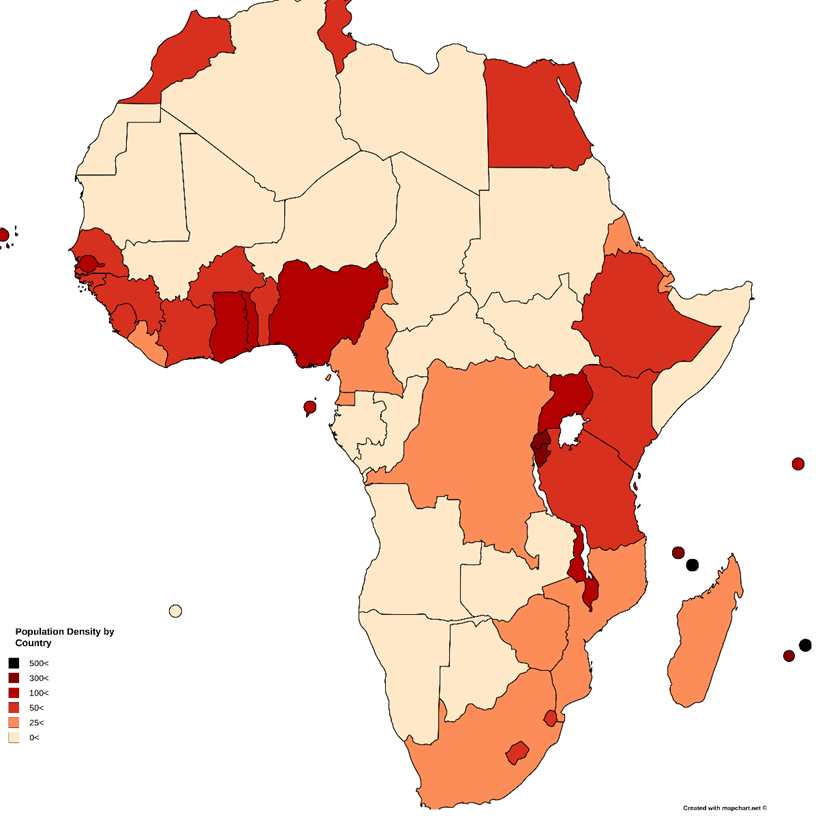 Population Density by
Country
500<
300<
100<
50<
25<
0<
Created with mapchart.net ©